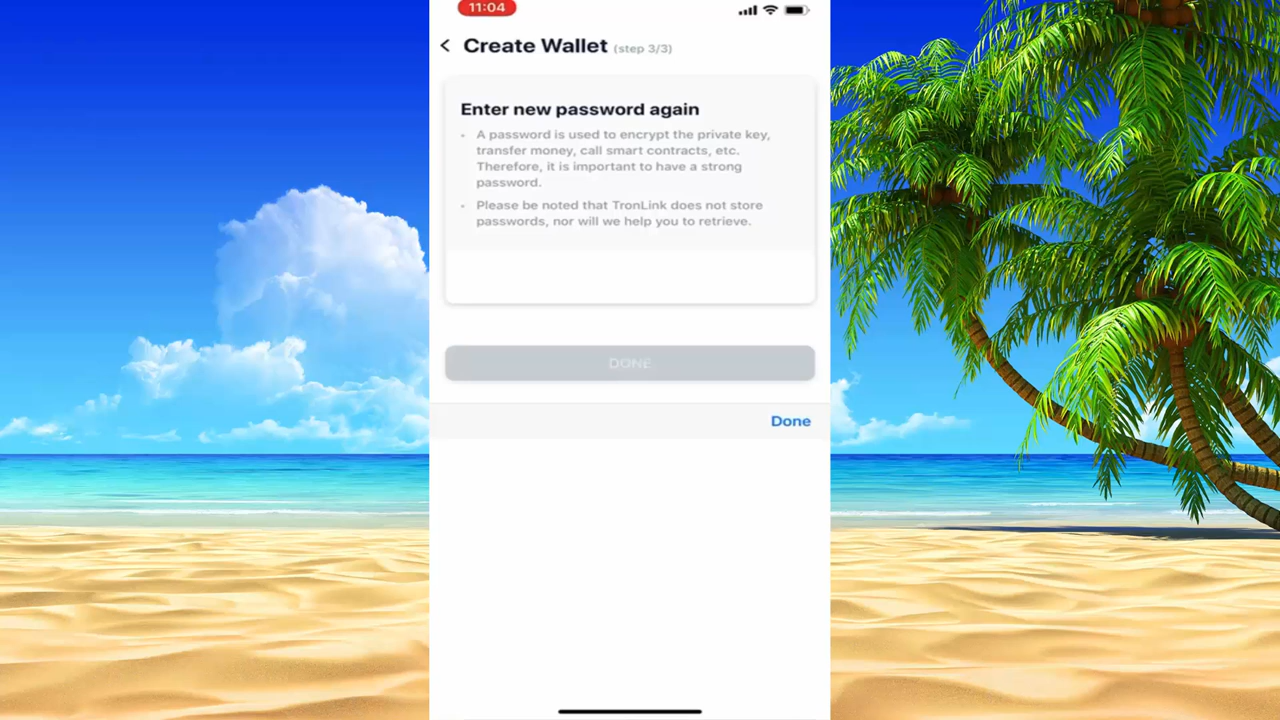 11:04
Create Wallet (step 3/3)
Enter new password again
A password is used to encrypt the private key,
transfer money, call smart contracts, etc.
Therefore, it is important to have a strong
password.
Please be noted that TronLink does not store
passwords, nor will we help you to retrieve.
DONE
Done